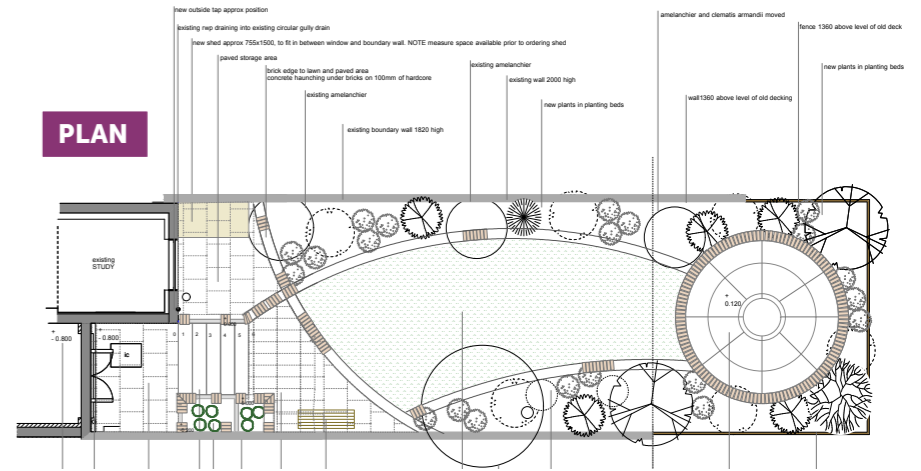 new outside tap approx position
amelanchier and clematis armandii moved
existing rwp draining into existing circular gully drain
fence 1360 above level of old deck
new shed approx 755x1500, to fit in between window and boundary wall. NOTE measure space available prior to ordering shed
paved storage area
existing amelanchier
new plants in planting beds
brick edge to lawn and paved area
concrete haunching under bricks on 100mm of hardcore
existing wall 2000 high
existing amelanchier
new plants in planting beds
wall1360 above level of old decking
PLAN
existing boundary wall 1820 high
existing
STUDY
+
0.120
+
- 0.800
+
- 0.800
0 1 2 3 4 5 6
ic